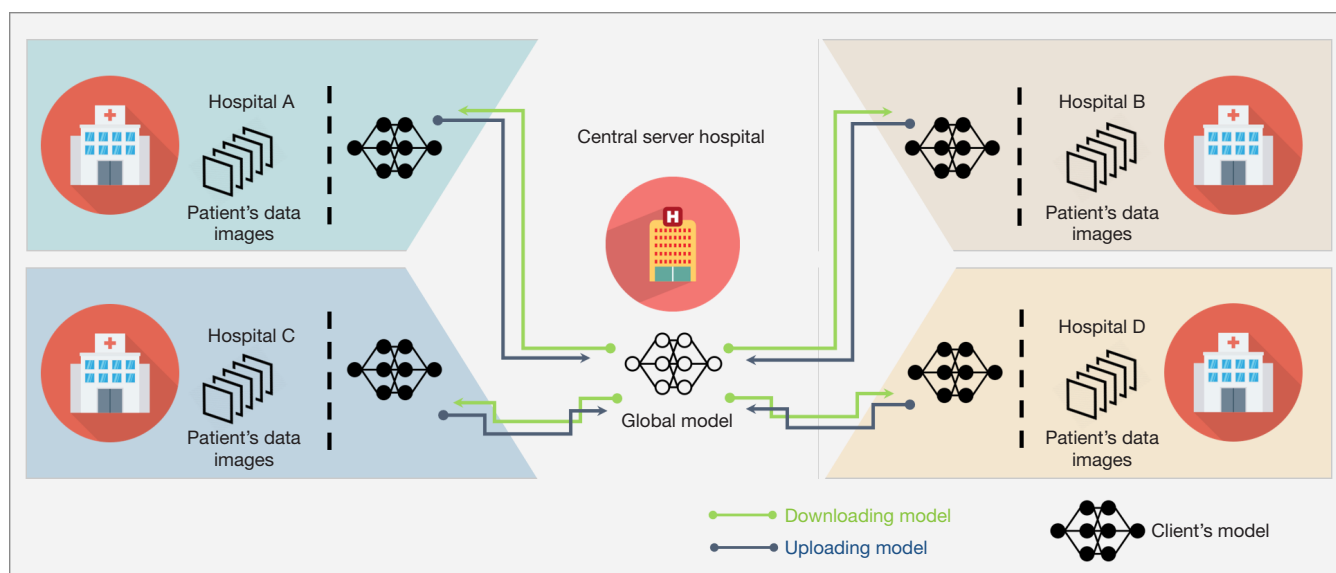 Hospital A
Patient's data
images
Central server hospital
H
Hospital B
Patient's data
images
Hospital C
Patient's data
images
Global model
Hospital D
Patient's data
images
Downloading model
Uploading model
Client's model